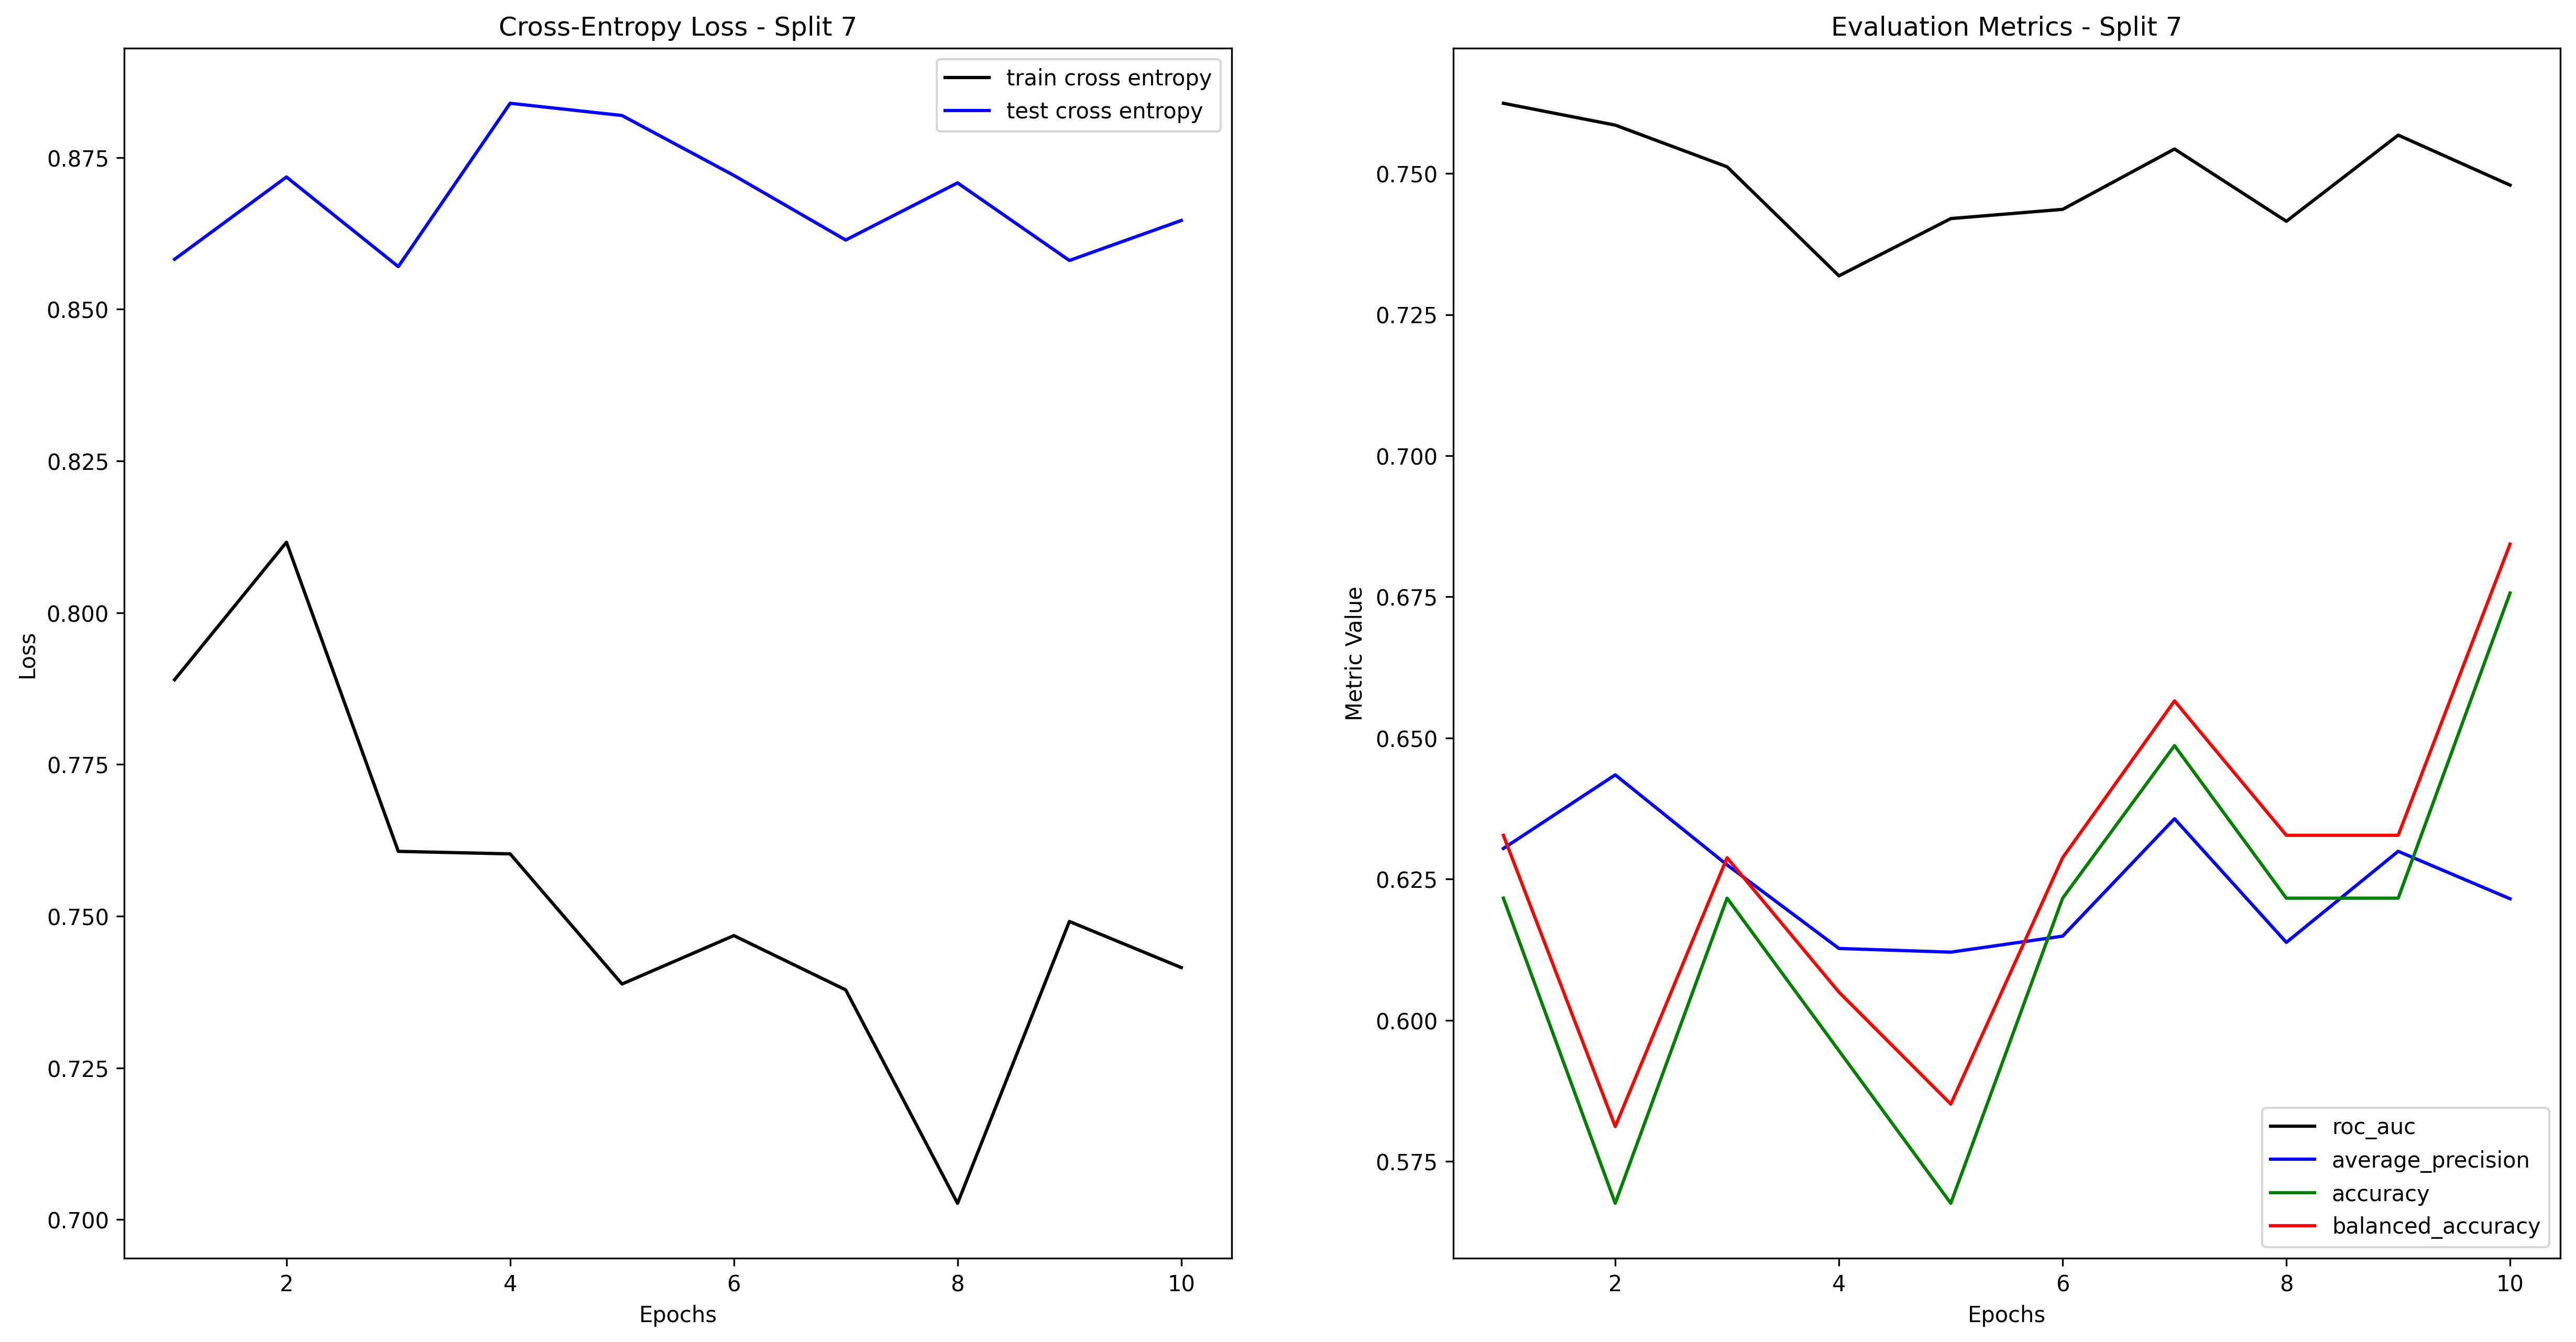 Cross-Entropy Loss - Split 7
train cross entropy
test cross entropy
0.875
0.850
0.825
0.800
0.775
0.750
0.725
0.700
Loss
2 4 6 8 10
Epochs
Evaluation Metrics - Split 7
0.750
0.725
0.700
0.675
0.650
0.625
0.600
0.575
Metric Value
roc_auc
average_precision
accuracy
balanced_accuracy
2 4 6 8 10
Epochs